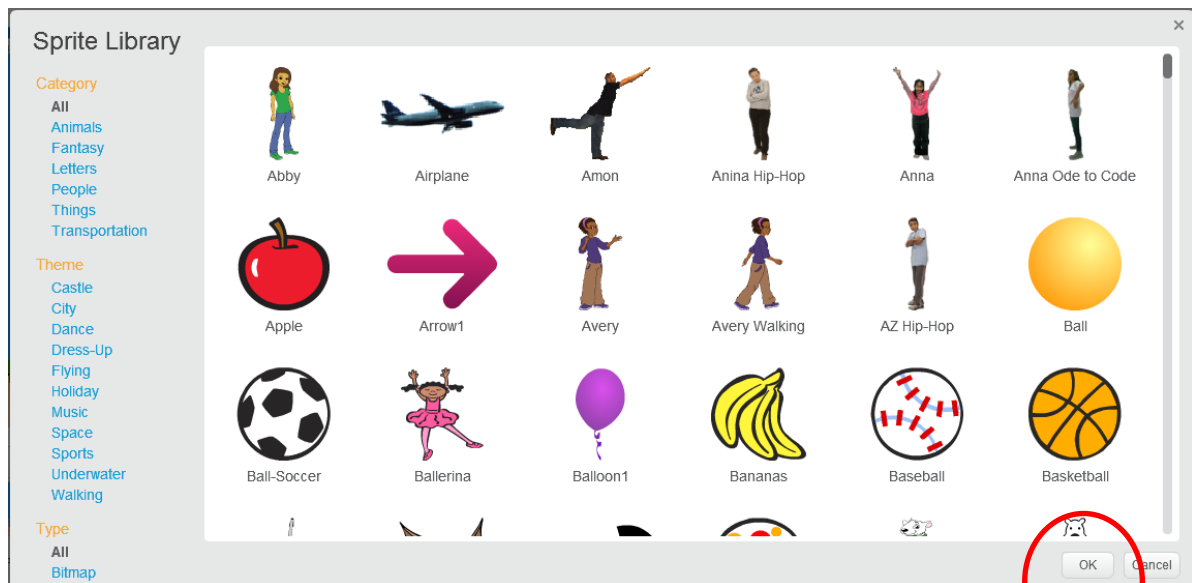 ×
Sprite Library
Category
All
Animals
Fantasy
Letters
People
Things
Transportation
Theme
Castle
City
Dance
Dress-Up
Flying
Holiday
Music
Space
Sports
Underwater
Walking
Type
All
Bitmap
Abby Airplane Amon Anina Hip-Hop Anna Anna Ode to Code
Apple Arrow1 Avery Avery Walking AZ Hip-Hop Ball
Ball-Soccer Ballerina Balloon1 Bananas Baseball Basketball
OK Cancel